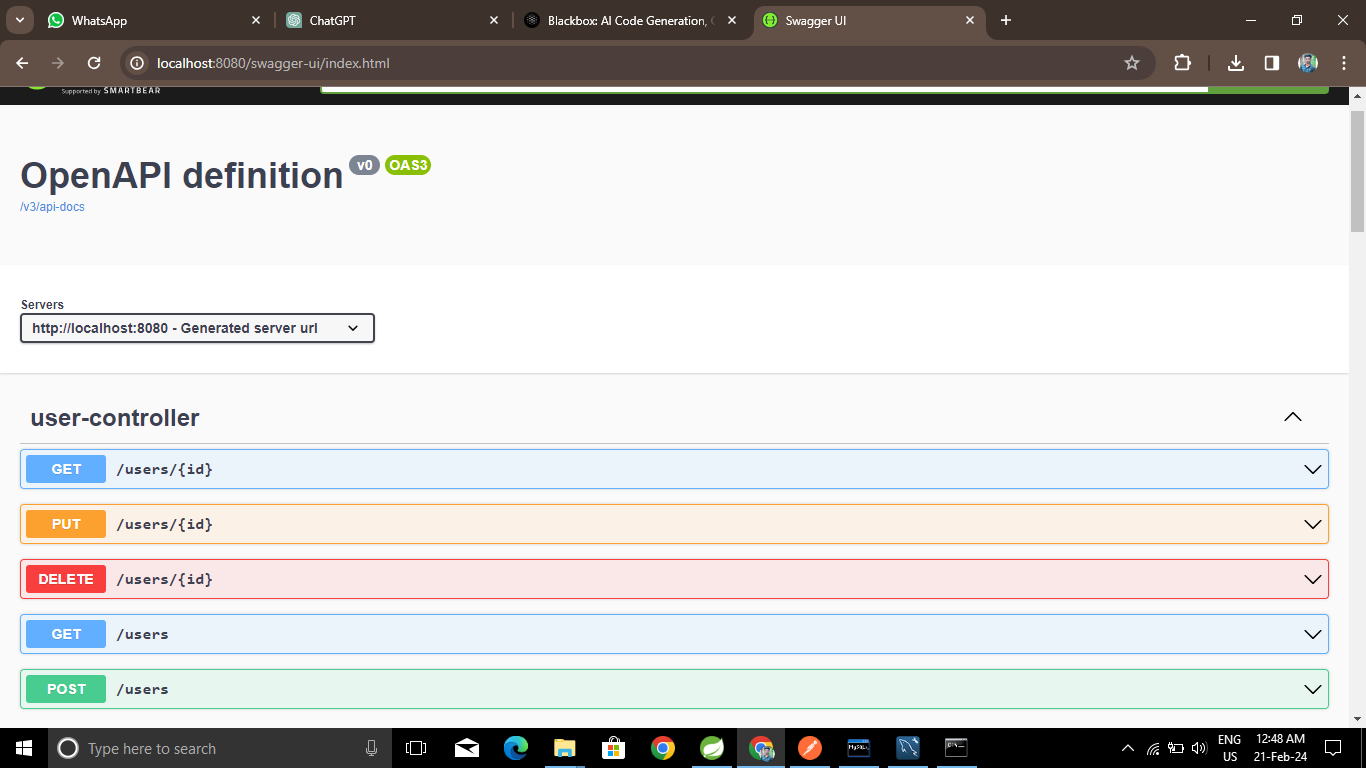 WhatsApp
ChatGPT
Blackbox: AI Code Generation,
Swagger UI
localhost:8080/swagger-ui/index.html
Supported by SMARTBEAR
OpenAPI definition v0 OAS3
/v3/api-docs
Servers
http://localhost:8080 - Generated server url
user-controller
GET /users/{id}
PUT /users/{id}
DELETE /users/{id}
GET /users
POST /users
Type here to search
ENG
US
12:48 AM
21-Feb-24